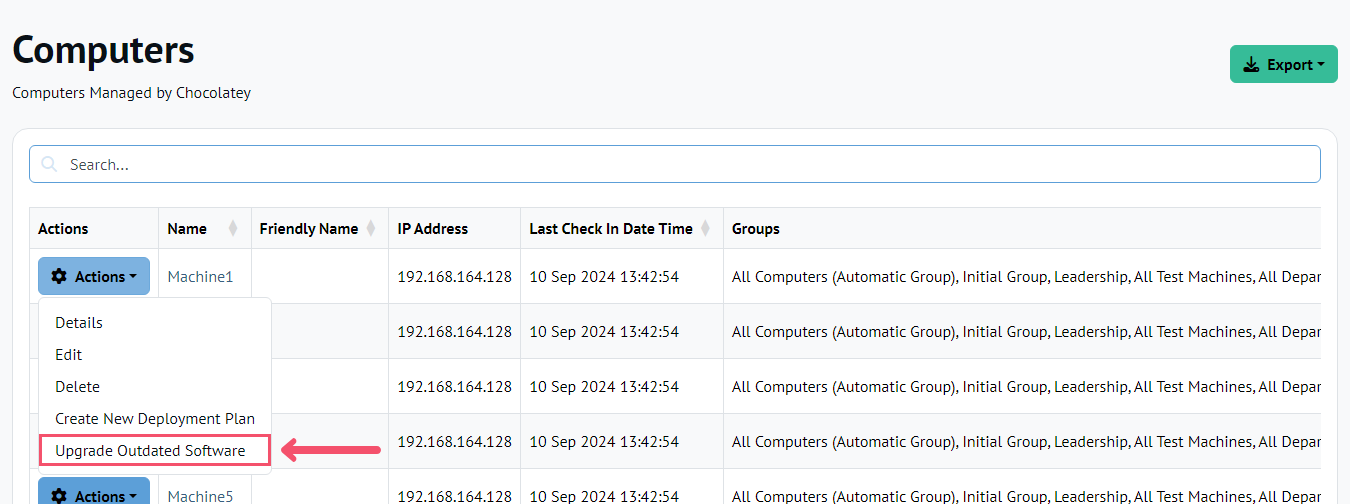 Computers
Export
Computers Managed by Chocolatey
Search...
Actions Name Friendly Name IP Address Last Check In Date Time Groups
Actions Machine1 192.168.164.128 10 Sep 2024 13:42:54 All Computers (Automatic Group), Initial Group, Leadership, All Test Machines, All Depar
Details
192.168.164.128 10 Sep 2024 13:42:54 All Computers (Automatic Group), Initial Group, Leadership, All Test Machines, All Depar
Edit
Delete
192.168.164.128 10 Sep 2024 13:42:54 All Computers (Automatic Group), Initial Group, Leadership, All Test Machines, All Depar
Create New Deployment Plan
192.168.164.128 10 Sep 2024 13:42:54 All Computers (Automatic Group), Initial Group, Leadership, All Test Machines, All Depar
Upgrade Outdated Software
Actions Machine5 192.168.164.128 10 Sep 2024 13:42:54 All Computers (Automatic Group), Initial Group, Leadership, All Test Machines, All Depar